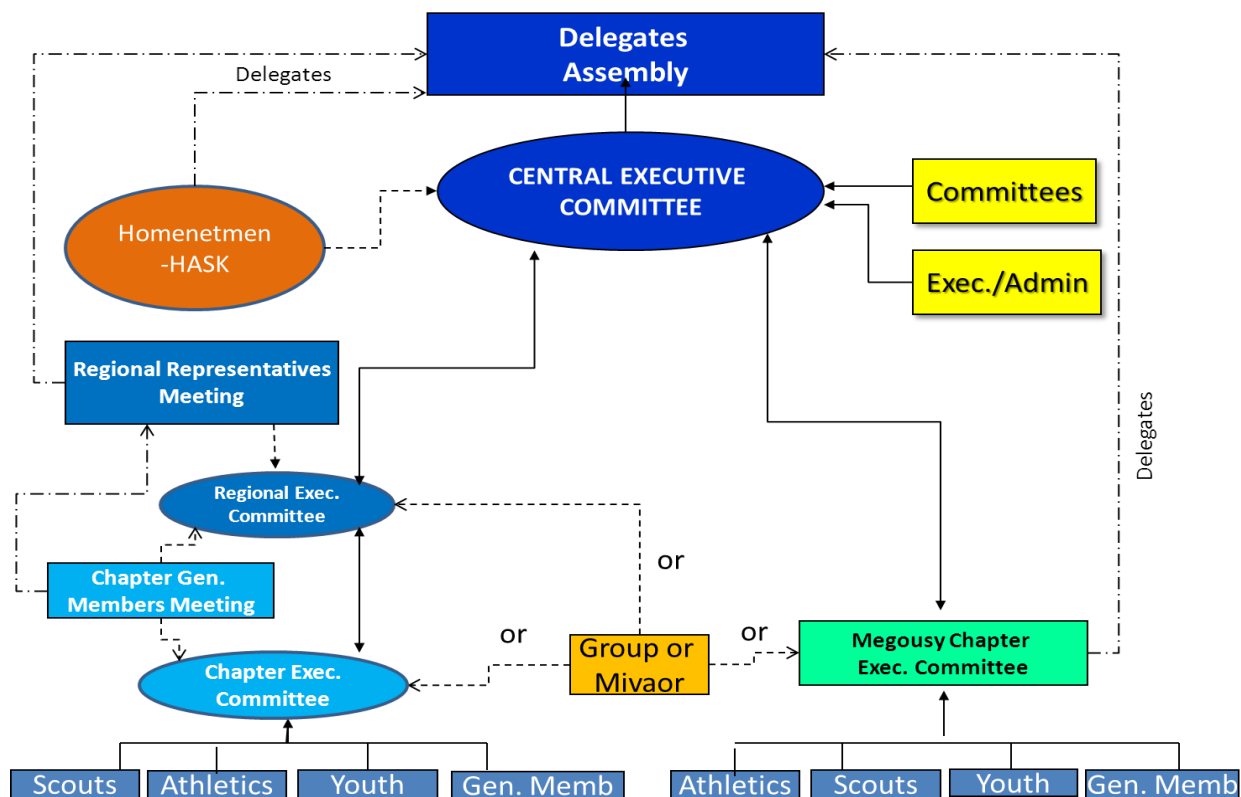 Delegates
Assembly
Delegates
CENTRAL EXECUTIVE
COMMITTEE
Committees
Homenetmen
-HASK
Exec./Admin
Regional Representatives
Meeting
Delegates
Regional Exec.
Committee
or
Chapter Gen.
Members Meeting
or
or
Group or
Mivaor
Megousy Chapter
Exec. Committee
Chapter Exec.
Committee
Scouts
Athletics
Youth
Gen. Memb
Athletics
Scouts
Youth
Gen. Memb